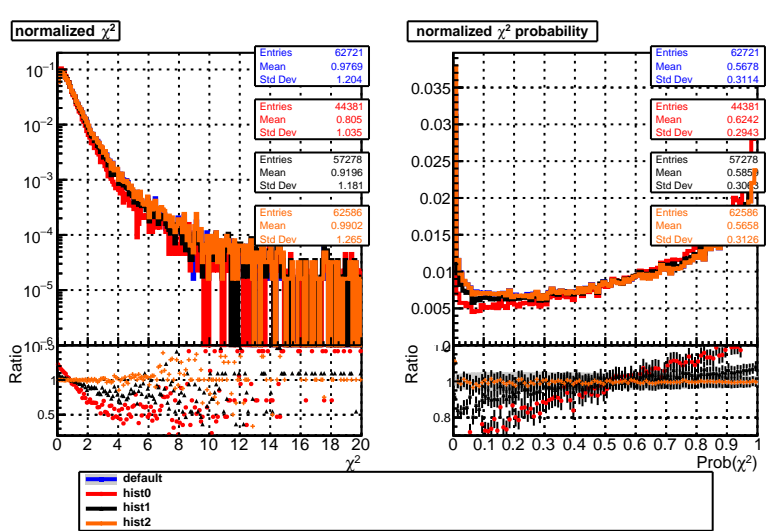 normalized χ²
normalized χ² probability
Entries 62721
Mean 0.9769
Std Dev 1.204
Entries 44381
Mean 0.805
Std Dev 1.035
Entries 57278
Mean 0.9196
Std Dev 1.181
Entries 62586
Mean 0.9902
Std Dev 1.265
10⁻¹
10⁻²
10⁻³
10⁻⁴
10⁻⁵
Entries 62721
Mean 0.5678
Std Dev 0.3114
Entries 44381
Mean 0.6242
Std Dev 0.2943
Entries 57278
Mean
Std Dev
Entries 62586
Mean 0.5658
Std Dev 0.3126
0.035
0.03
0.025
0.02
0.015
0.01
0.005
Ratio
1
0.5
0 2 4 6 8 10 12 14 16 18 20
χ²
Ratio
1
0.8
0 0.1 0.2 0.3 0.4 0.5 0.6 0.7 0.8 0.9 1
Prob(χ²)
default
hist0
hist1
hist2